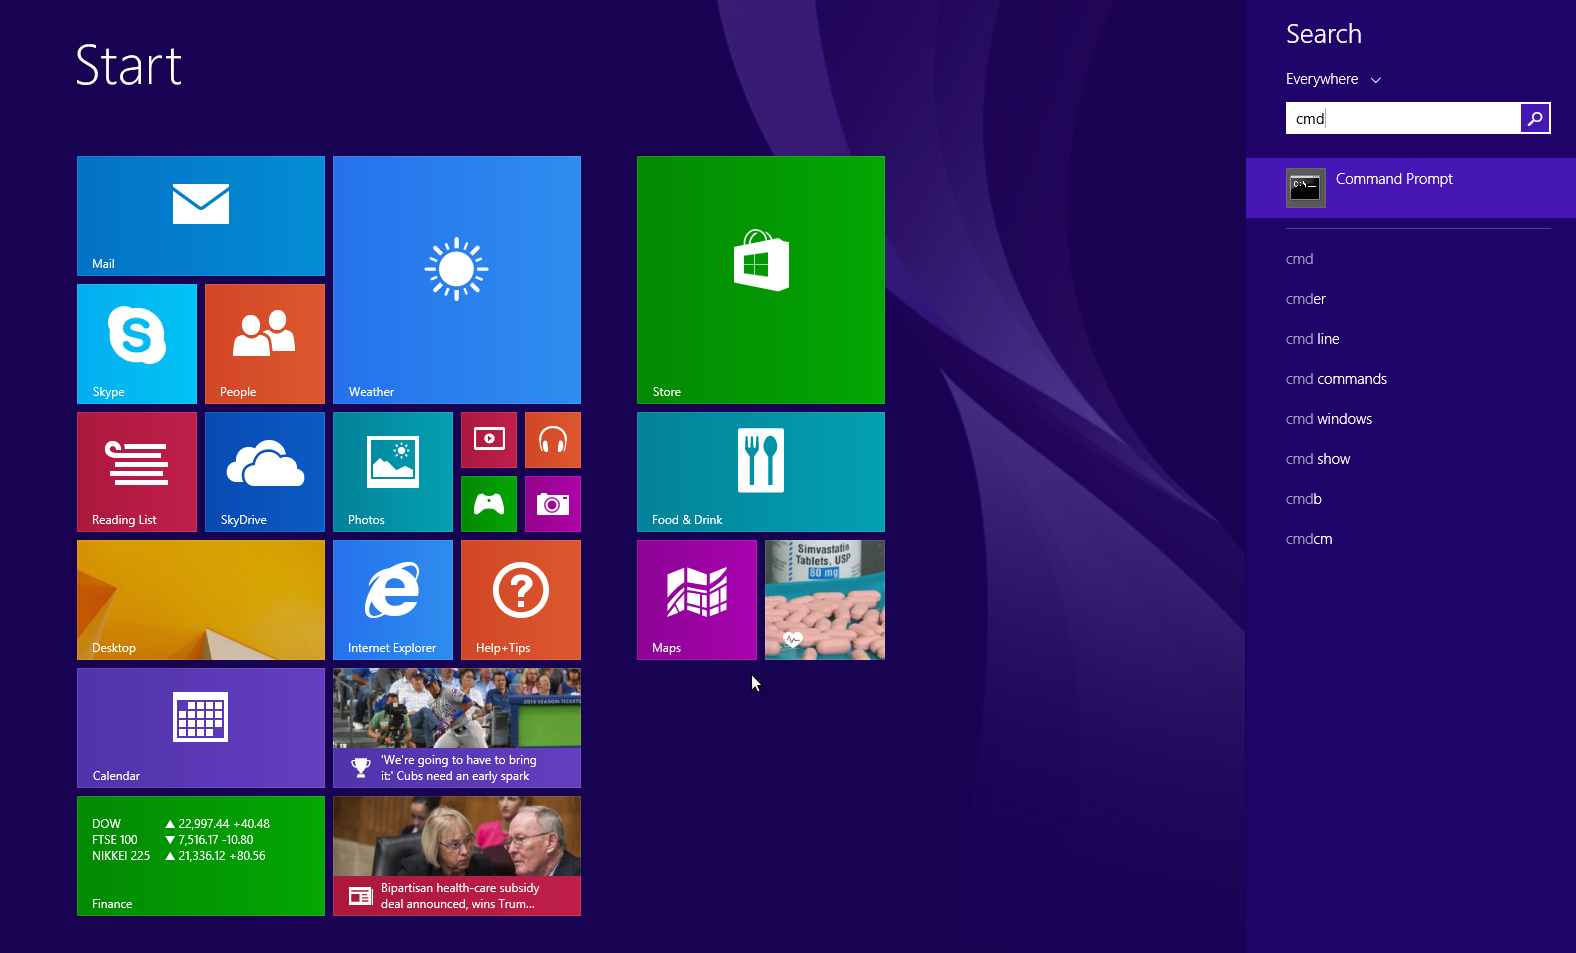 Start
Mail
Skype
People
Weather
Reading List
SkyDrive
Photos
Desktop
Internet Explorer
Help+Tips
Calendar
2018 SEASON TICKETS
'We're going to have to bring
it:' Cubs need an early spark
DOW ▲ 22,997.44 +40.48
FTSE 100 ▼ 7,516.17 -10.80
NIKKEI 225 ▲ 21,336.12 +80.56
Finance
Bipartisan health-care subsidy
deal announced, wins Trum...
Store
Food & Drink
Maps
Simvastatin
Tablets, USP
80 mg
Search
Everywhere
cmd
C:\_
Command Prompt
cmd
cmder
cmd line
cmd commands
cmd windows
cmd show
cmdb
cmdcm